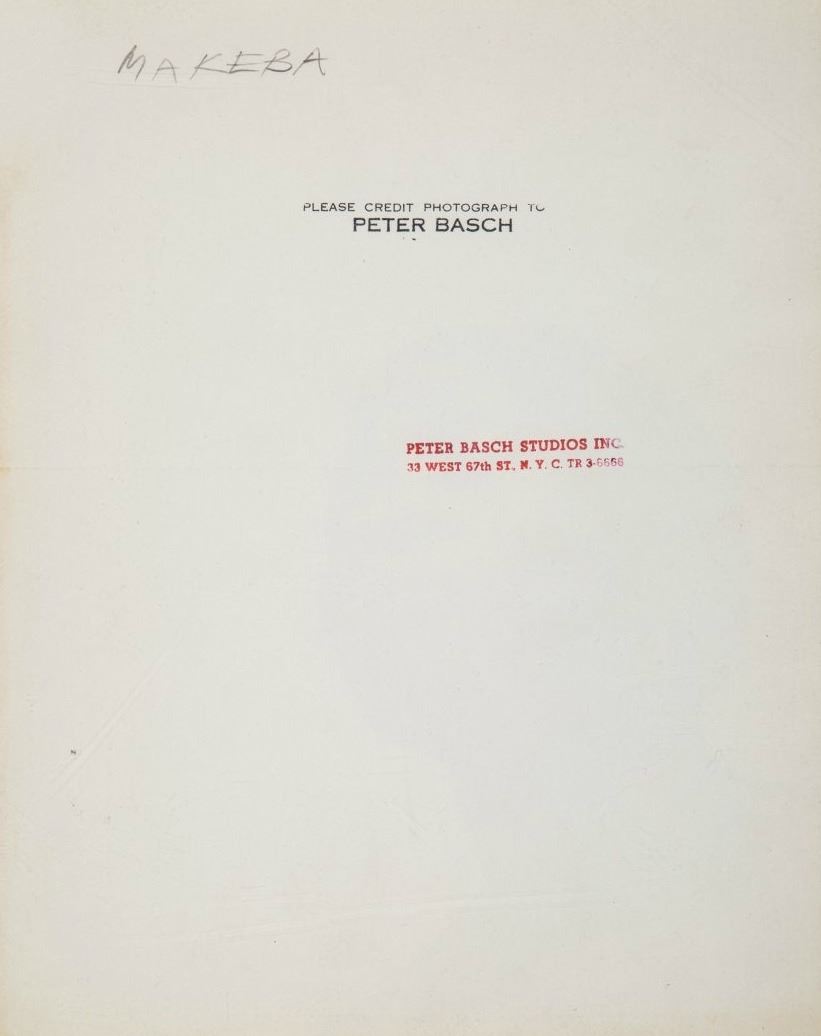 MAKEBA
PLEASE CREDIT PHOTOGRAPH TO
PETER BASCH
PETER BASCH STUDIOS INC.
33 WEST 67th ST., N. Y. C. TR 3-6666